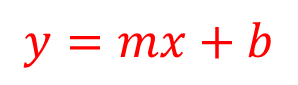 y = mx + b